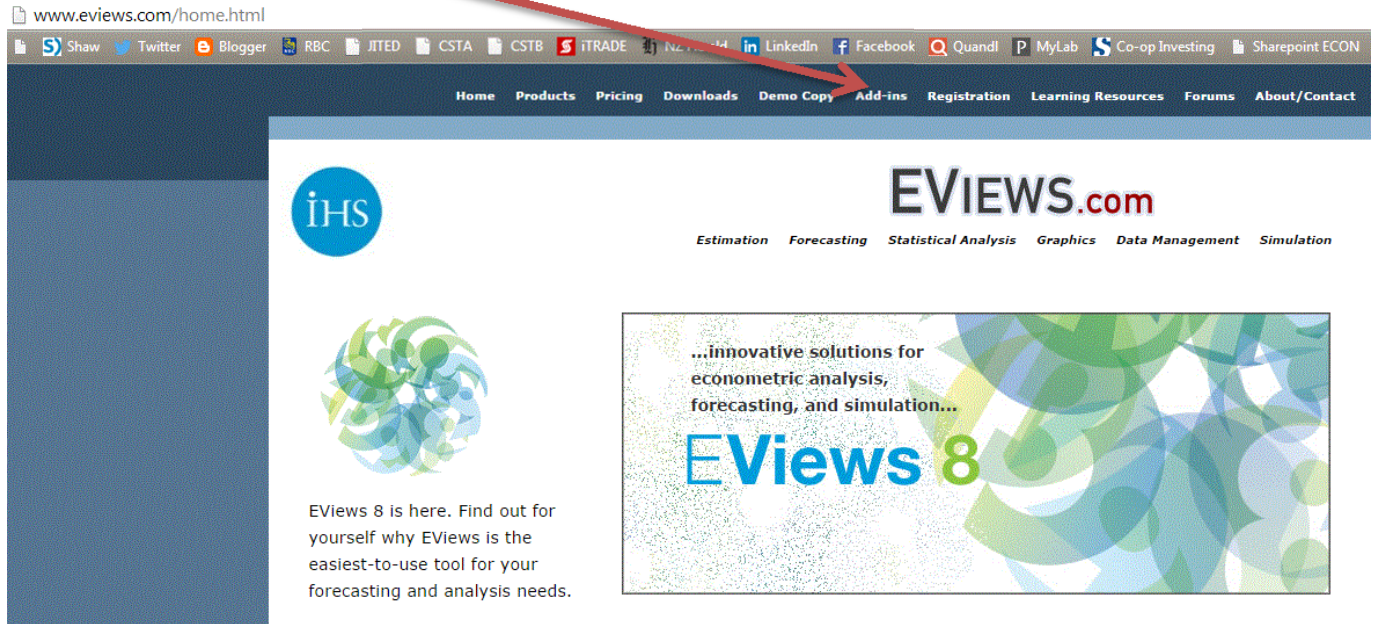 www.eviews.com/home.html
Shaw Twitter Blogger RBC JITED CSTA CSTB iTRADE LinkedIn Facebook Quandl MyLab Co-op Investing Sharepoint ECON
Home Products Pricing Downloads Demo Copy Add-ins Registration Learning Resources Forums About/Contact
iHS
EVIEWS.com
Estimation Forecasting Statistical Analysis Graphics Data Management Simulation
...innovative solutions for
econometric analysis,
forecasting, and simulation...
EViews 8
EViews 8 is here. Find out for
yourself why EViews is the
easiest-to-use tool for your
forecasting and analysis needs.